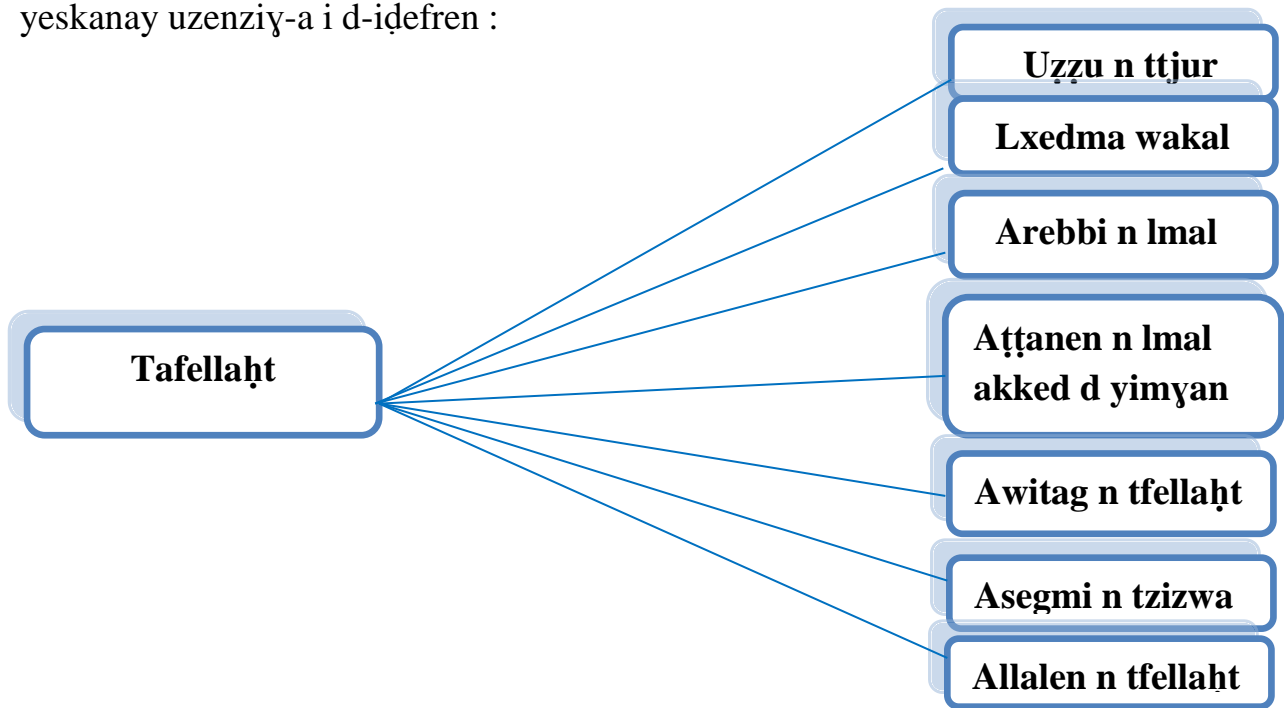 yeskanay uzenziɣ-a i d-iḍefren :
Uẓẓu n ttjur
Lxedma wakal
Arebbi n lmal
Tafellaḥt
Aṭṭanen n lmal
akked d yimɣan
Awitag n tfellaḥt
Asegmi n tzizwa
Allalen n tfellaḥt